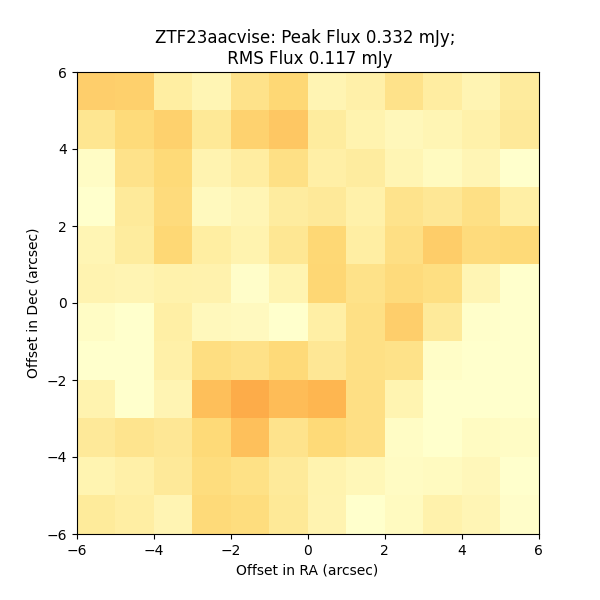 ZTF23aacvise: Peak Flux 0.332 mJy;
RMS Flux 0.117 mJy
6
4
2
0
−2
−4
−6
Offset in Dec (arcsec)
−6 −4 −2 0 2 4 6
Offset in RA (arcsec)